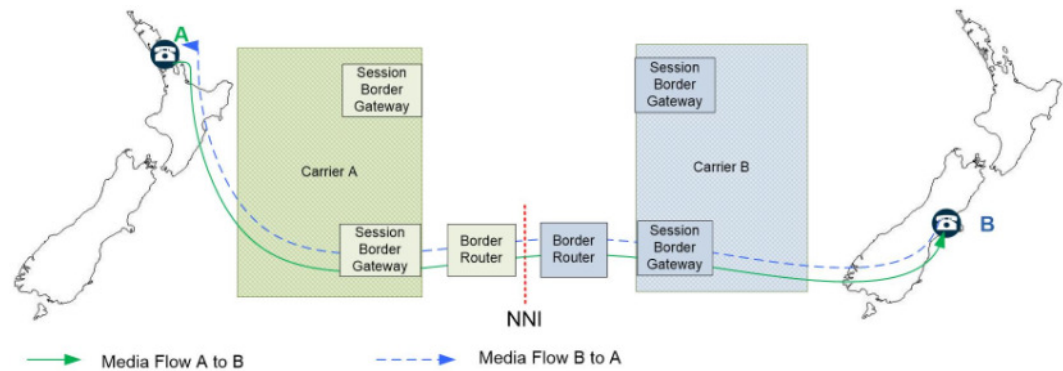 A
Session
Border
Gateway
Session
Border
Gateway
Carrier A
Carrier B
B
Session
Border
Gateway
Border
Router
Border
Router
Session
Border
Gateway
NNI
Media Flow A to B
Media Flow B to A